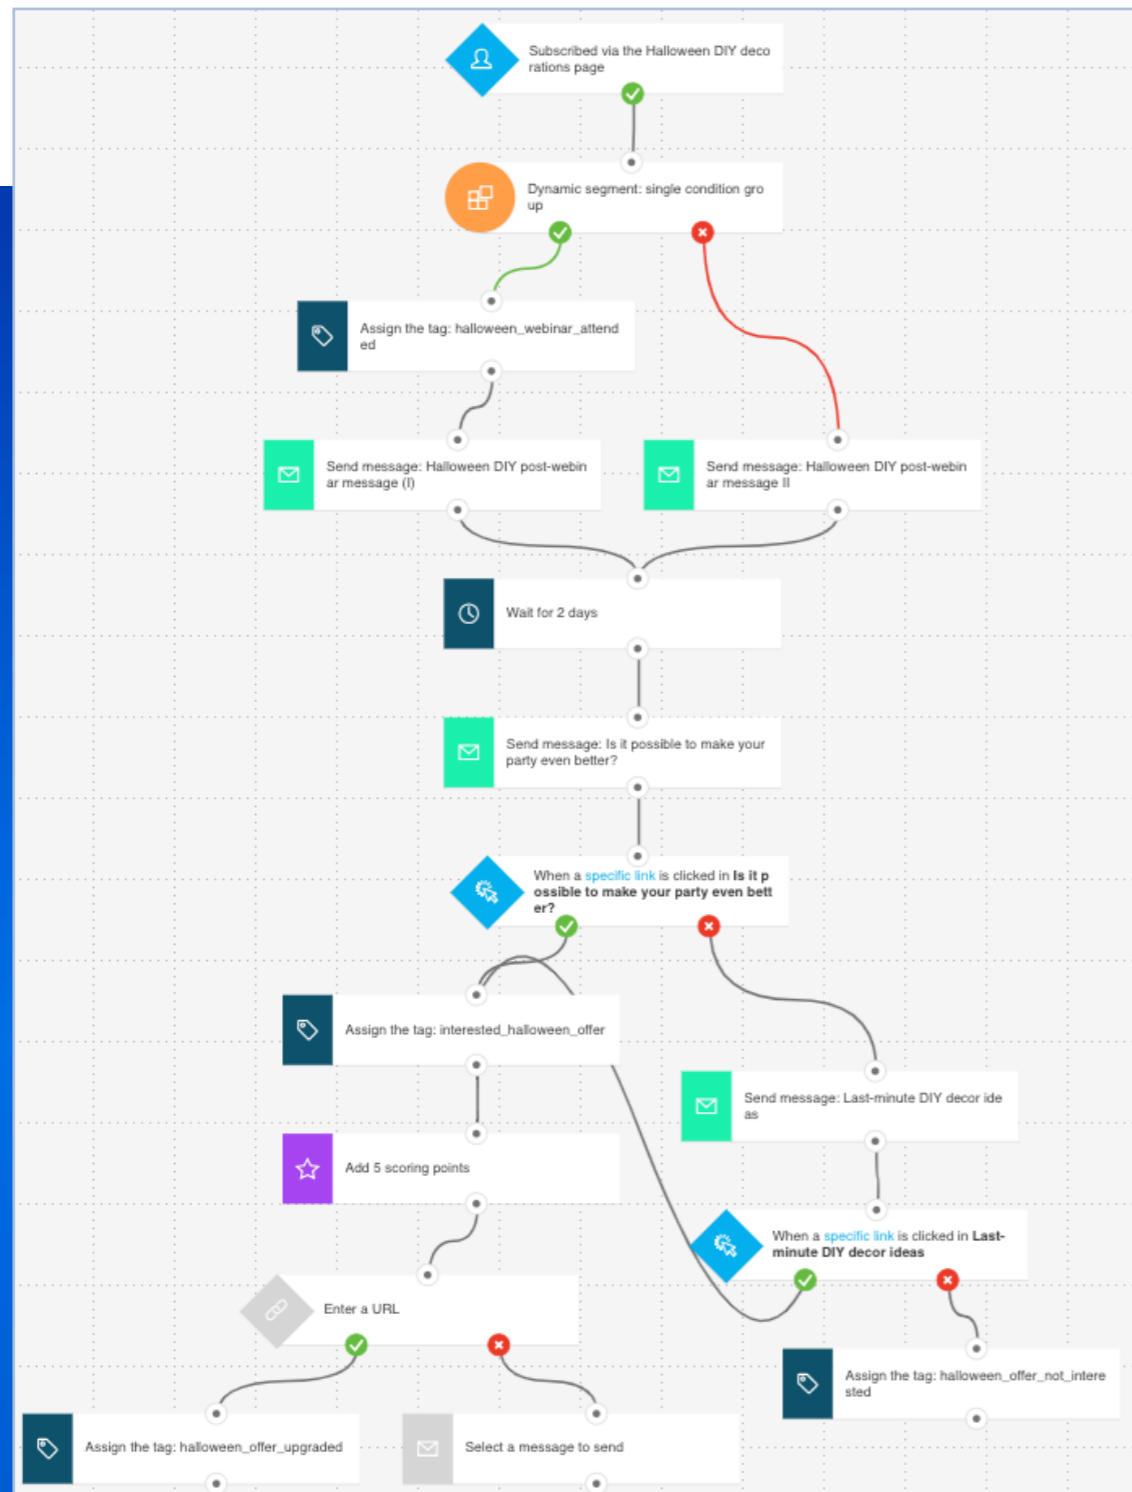 Subscribed via the Halloween DIY deco
rations page
Dynamic segment: single condition gro
up
Assign the tag: halloween_webinar_attend
ed
Send message: Halloween DIY post-webin
ar message (I)
Send message: Halloween DIY post-webin
ar message II
Wait for 2 days
Send message: Is it possible to make your
party even better?
When a specific link is clicked in Is it p
ossible to make your party even bett
er?
Assign the tag: interested_halloween_offer
Send message: Last-minute DIY decor ide
as
Add 5 scoring points
When a specific link is clicked in Last-
minute DIY decor ideas
Enter a URL
Assign the tag: halloween_offer_not_intere
sted
Assign the tag: halloween_offer_upgraded
Select a message to send